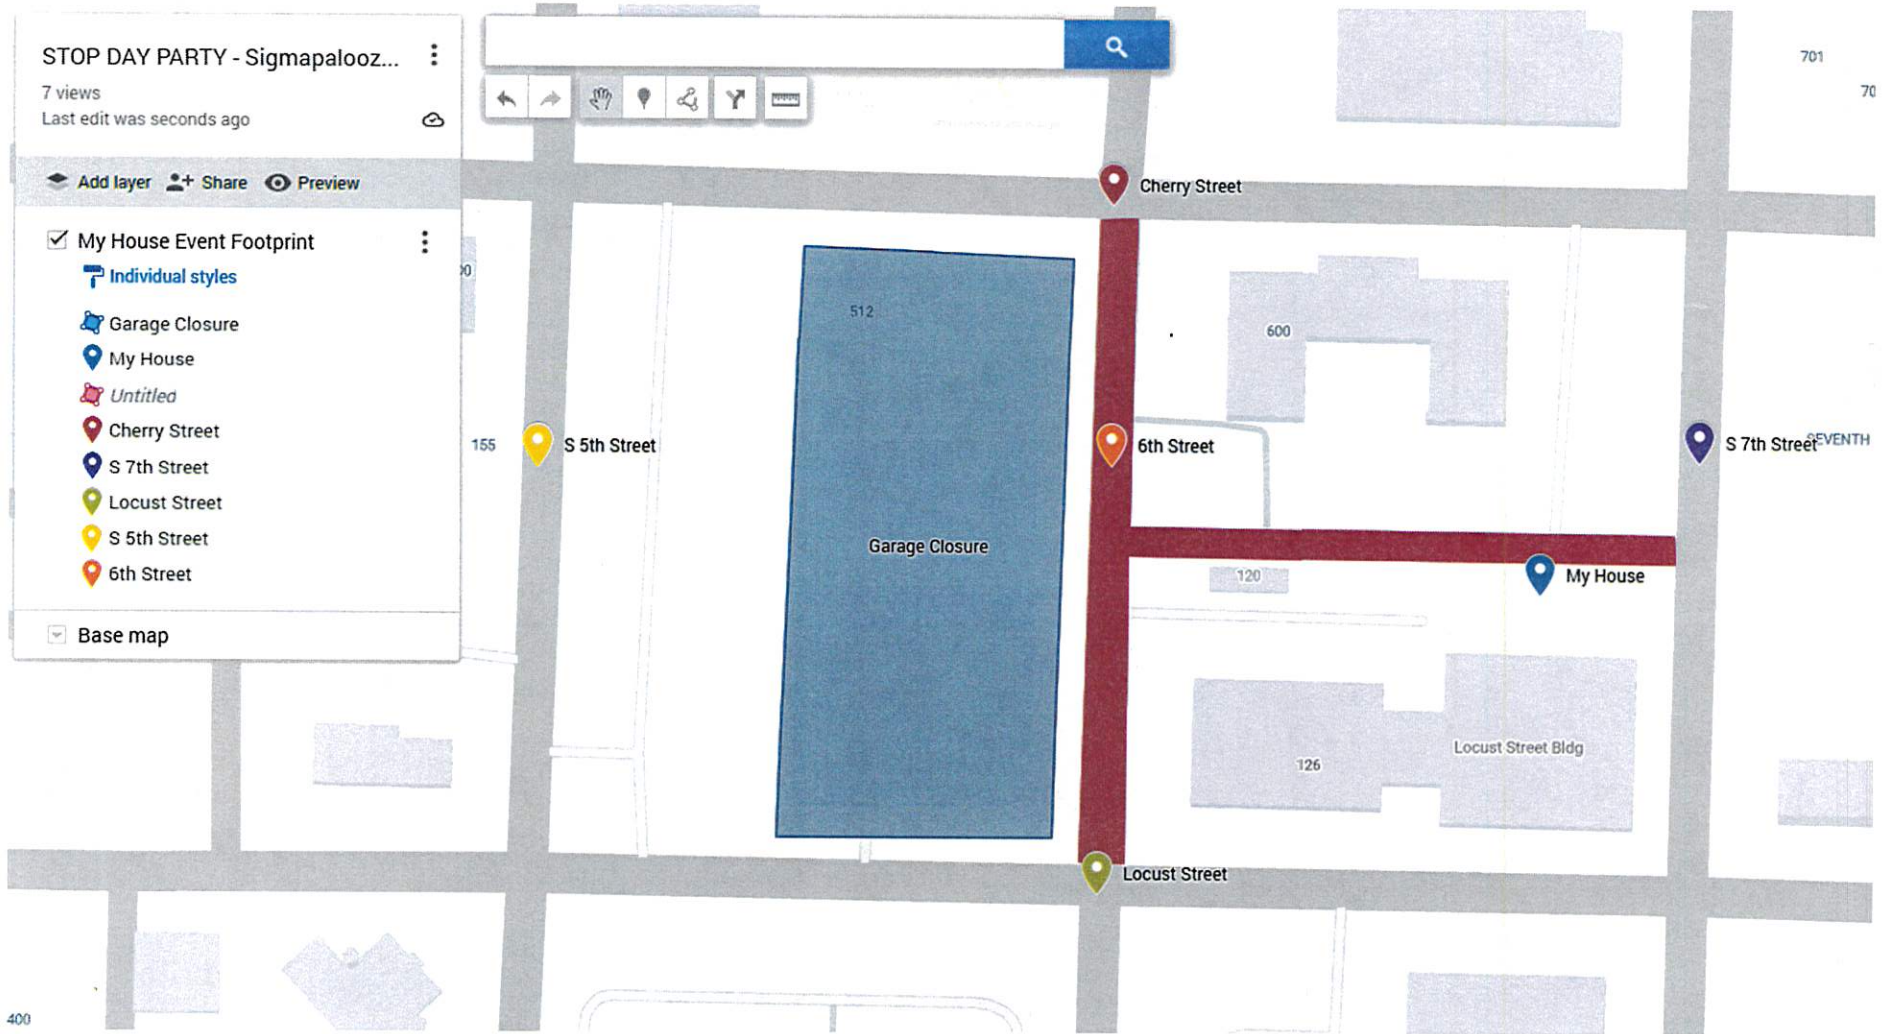 STOP DAY PARTY - Sigmapalooz...
7 views
Last edit was seconds ago
Add layer
Share
Preview
My House Event Footprint
Individual styles
Garage Closure
My House
Untitled
Cherry Street
S 7th Street
Locust Street
S 5th Street
6th Street
Base map
701
70
Cherry Street
512
600
155
S 5th Street
6th Street
S 7th Street
SEVENTH
Garage Closure
120
My House
Locust Street Bldg
126
Locust Street
400